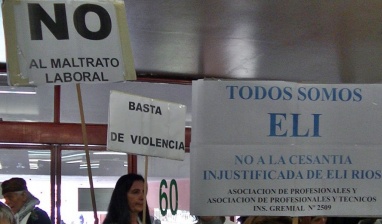 NO
AL MALTRATO
LABORAL
BASTA
DE VIOLENCIA
60
TODOS SOMOS
ELI
NO A LA CESANTIA
INJUSTIFICADA DE ELI RIOS
ASOCIACION DE PROFESIONALES Y
ASOCIACION DE PROFESIONALES Y TECNICOS
INS. GREMIAL Nº 2509